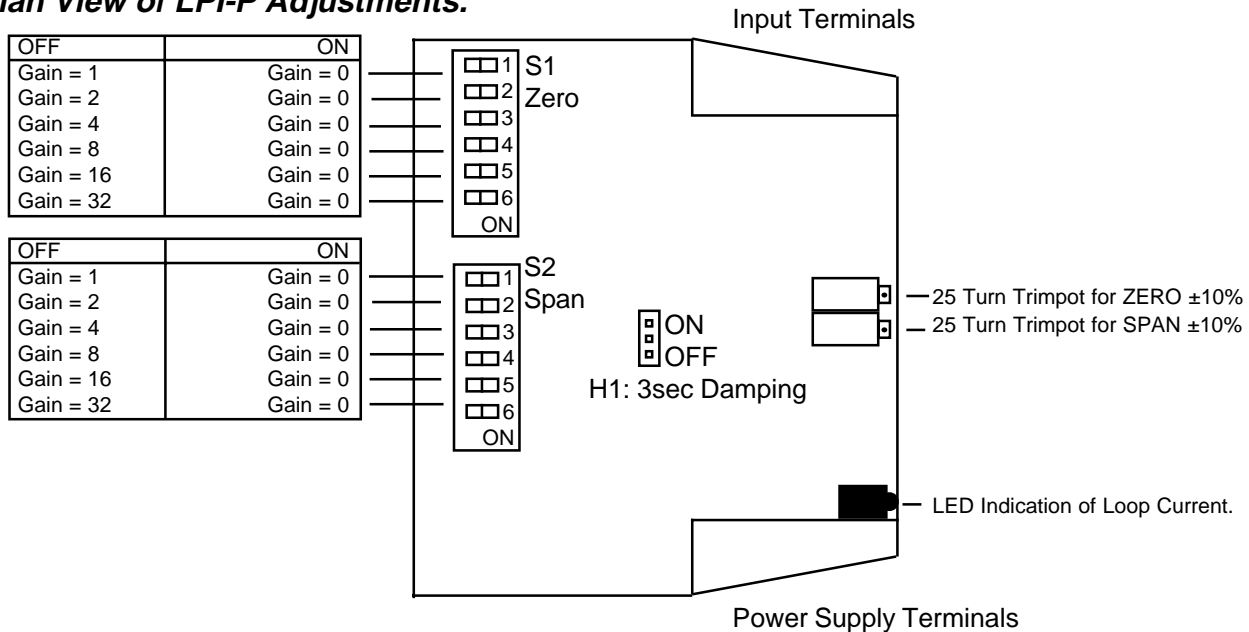 View of LPI-P Adjustments.
Input Terminals
OFF ON
Gain = 1 Gain = 0
Gain = 2 Gain = 0
Gain = 4 Gain = 0
Gain = 8 Gain = 0
Gain = 16 Gain = 0
Gain = 32 Gain = 0
1
2
3
4
5
6
ON
S1
Zero
OFF ON
Gain = 1 Gain = 0
Gain = 2 Gain = 0
Gain = 4 Gain = 0
Gain = 8 Gain = 0
Gain = 16 Gain = 0
Gain = 32 Gain = 0
1
2
3
4
5
6
ON
S2
Span
ON
OFF
H1: 3sec Damping
25 Turn Trimpot for ZERO ±10%
25 Turn Trimpot for SPAN ±10%
LED Indication of Loop Current.
Power Supply Terminals